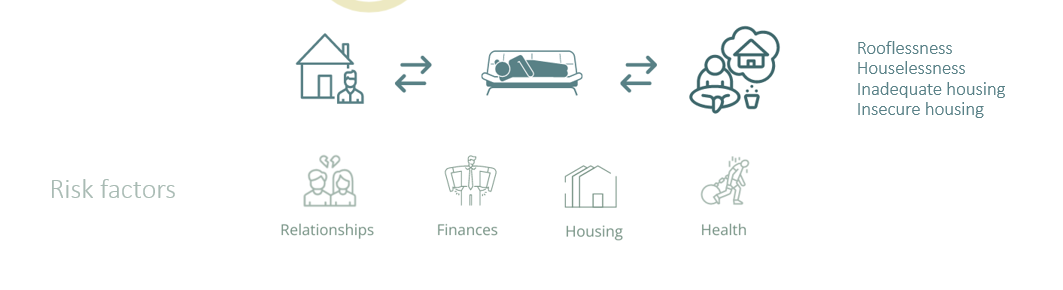 Rooflessness
Houselessness
Inadequate housing
Insecure housing
Risk factors
Relationships
Finances
Housing
Health